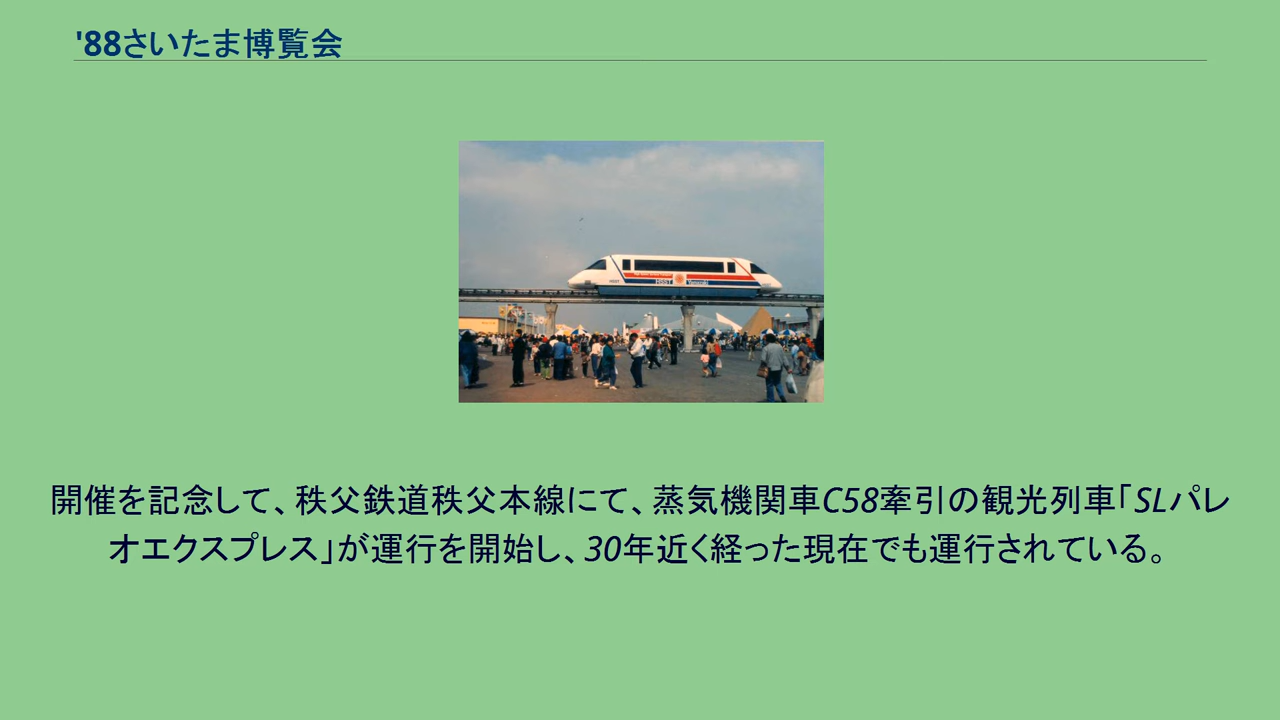 '88さいたま博覧会
HSST
HSST
開催を記念して、秩父鉄道秩父本線にて、蒸気機関車C58牽引の観光列車「SLパレ
オエクスプレス」が運行を開始し、30年近く経った現在でも運行されている。